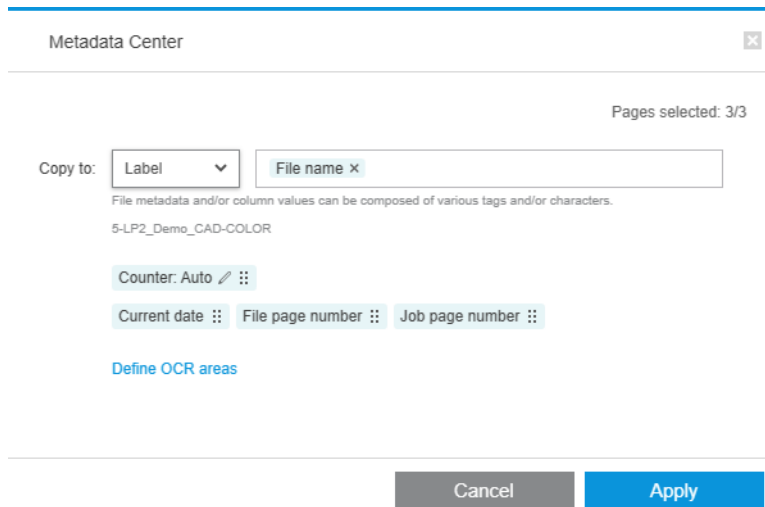 Metadata Center
Pages selected: 3/3
Copy to: Label File name ×
File metadata and/or column values can be composed of various tags and/or characters.
5-LP2_Demo_CAD-COLOR
Counter: Auto
Current date File page number Job page number
Define OCR areas
Cancel Apply